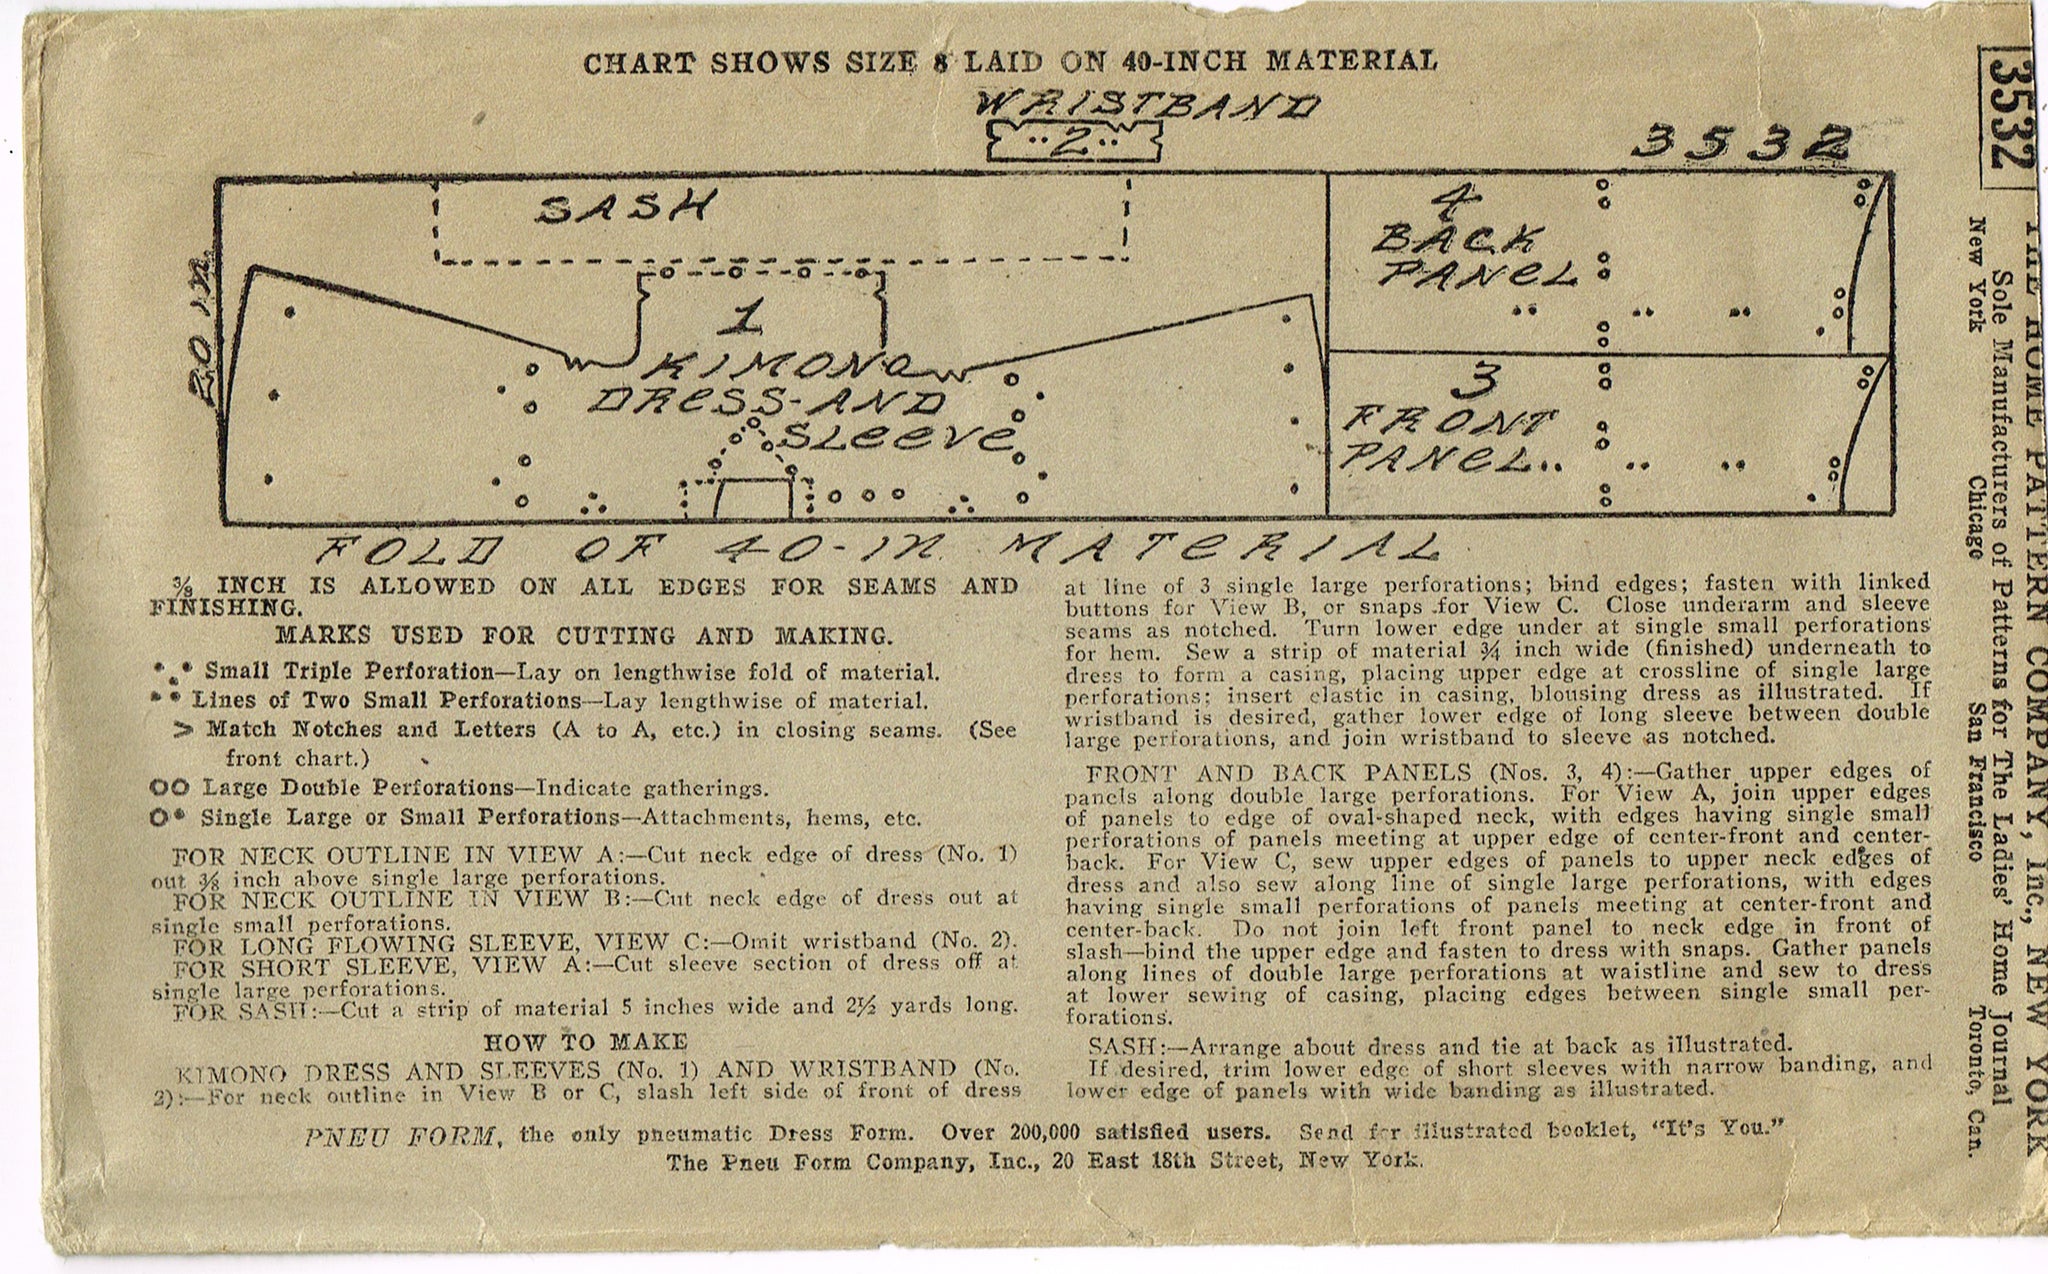 CHART SHOWS SIZE 8 LAID ON 40-INCH MATERIAL
WRISTBAND
2
3532
SASH
20 in.
1
KIMONO
DRESS-AND
SLEEVE
4
BACK
PANEL
3
FRONT
PANEL
FOLD OF 40-IN. MATERIAL
⅜ INCH IS ALLOWED ON ALL EDGES FOR SEAMS AND
FINISHING.
MARKS USED FOR CUTTING AND MAKING.
Small Triple Perforation—Lay on lengthwise fold of material.
Lines of Two Small Perforations—Lay lengthwise of material.
> Match Notches and Letters (A to A, etc.) in closing seams. (See
front chart.)
Large Double Perforations—Indicate gatherings.
Single Large or Small Perforations—Attachments, hems, etc.
FOR NECK OUTLINE IN VIEW A:—Cut neck edge of dress (No. 1)
out ⅜ inch above single large perforations.
FOR NECK OUTLINE IN VIEW B:—Cut neck edge of dress out at
single small perforations.
FOR LONG FLOWING SLEEVE, VIEW C:—Omit wristband (No. 2).
FOR SHORT SLEEVE, VIEW A:—Cut sleeve section of dress off at
single large perforations.
FOR SASH:—Cut a strip of material 5 inches wide and 2½ yards long.
HOW TO MAKE
KIMONO DRESS AND SLEEVES (No. 1) AND WRISTBAND (No.
2):—For neck outline in View B or C, slash left side of front of dress
at line of 3 single large perforations; bind edges; fasten with linked
buttons for View B, or snaps for View C. Close underarm and sleeve
seams as notched. Turn lower edge under at single small perforations
for hem. Sew a strip of material ¾ inch wide (finished) underneath to
dress to form a casing, placing upper edge at crossline of single large
perforations; insert elastic in casing, blousing dress as illustrated. If
wristband is desired, gather lower edge of long sleeve between double
large perforations, and join wristband to sleeve as notched.
FRONT AND BACK PANELS (Nos. 3, 4):—Gather upper edges of
panels along double large perforations. For View A, join upper edges
of panels to edge of oval-shaped neck, with edges having single small
perforations of panels meeting at upper edge of center-front and center-
back. For View C, sew upper edges of panels to upper neck edges of
dress and also sew along line of single large perforations, with edges
having single small perforations of panels meeting at center-front and
center-back. Do not join left front panel to neck edge in front of
slash—bind the upper edge and fasten to dress with snaps. Gather panels
along lines of double large perforations at waistline and sew to dress
at lower sewing of casing, placing edges between single small per-
forations.
SASH:—Arrange about dress and tie at back as illustrated.
If desired, trim lower edge of short sleeves with narrow banding, and
lower edge of panels with wide banding as illustrated.
PNEU FORM, the only pneumatic Dress Form. Over 200,000 satisfied users. Send for illustrated booklet, "It's You."
The Pneu Form Company, Inc., 20 East 18th Street, New York.
3532
THE HOME PATTERN COMPANY, Inc., NEW YORK
Sole Manufacturers of Patterns for The Ladies' Home Journal
New York Chicago San Francisco Toronto, Can.